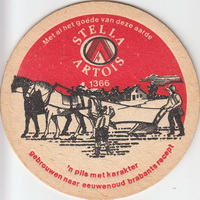 Met al het goede van deze aarde
STELLA
ARTOIS
1366
'n pils met karakter
gebrouwen naar eeuwenoud brabants recept